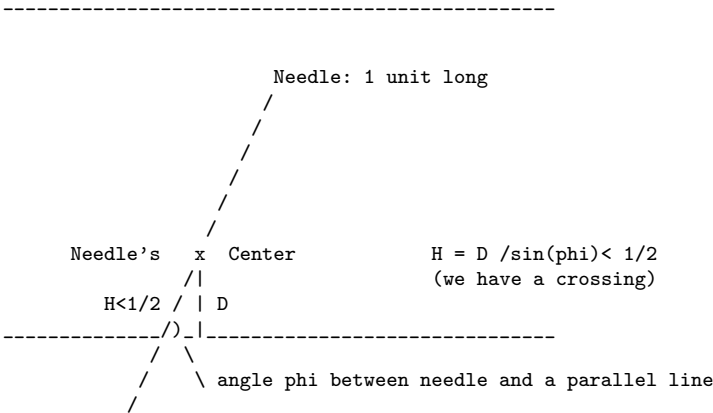 Needle: 1 unit long
Needle's x Center H = D /sin(phi)< 1/2
(we have a crossing)
H<1/2 D
angle phi between needle and a parallel line